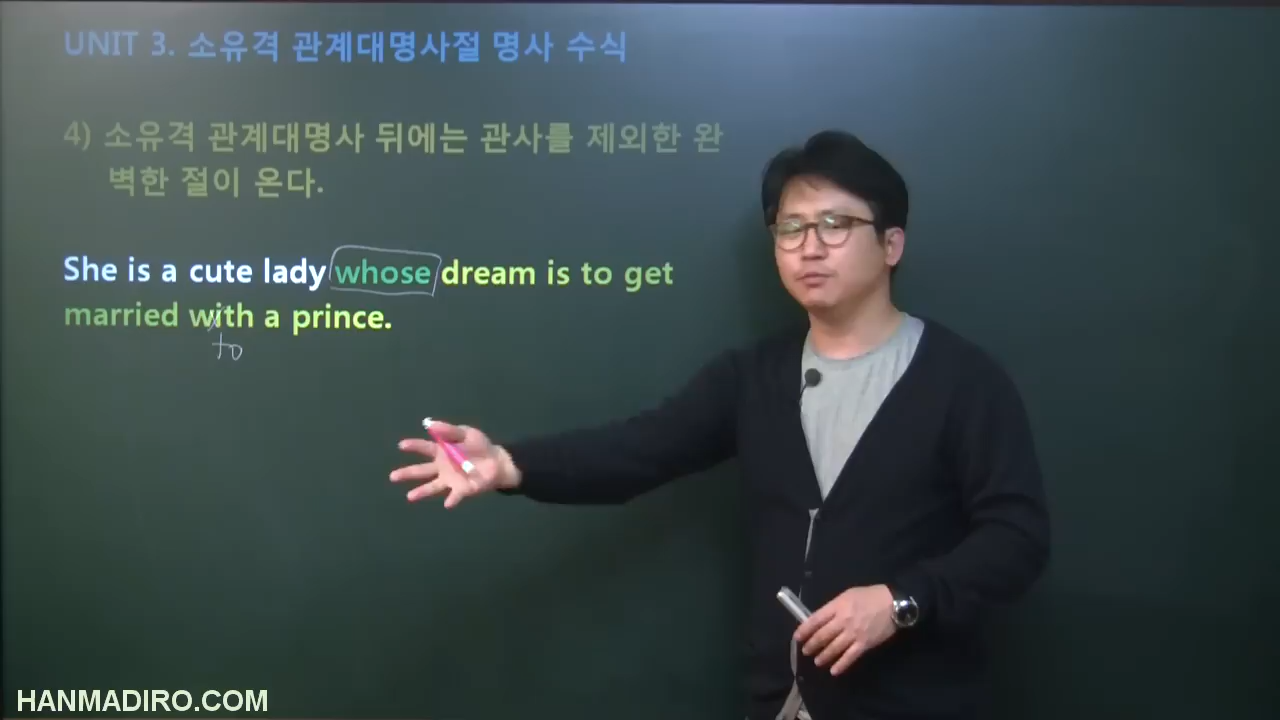 UNIT 3. 소유격 관계대명사절 명사 수식
4) 소유격 관계대명사 뒤에는 관사를 제외한 완
벽한 절이 온다.
She is a cute lady whose dream is to get
married with a prince.
to
HANMADIRO.COM